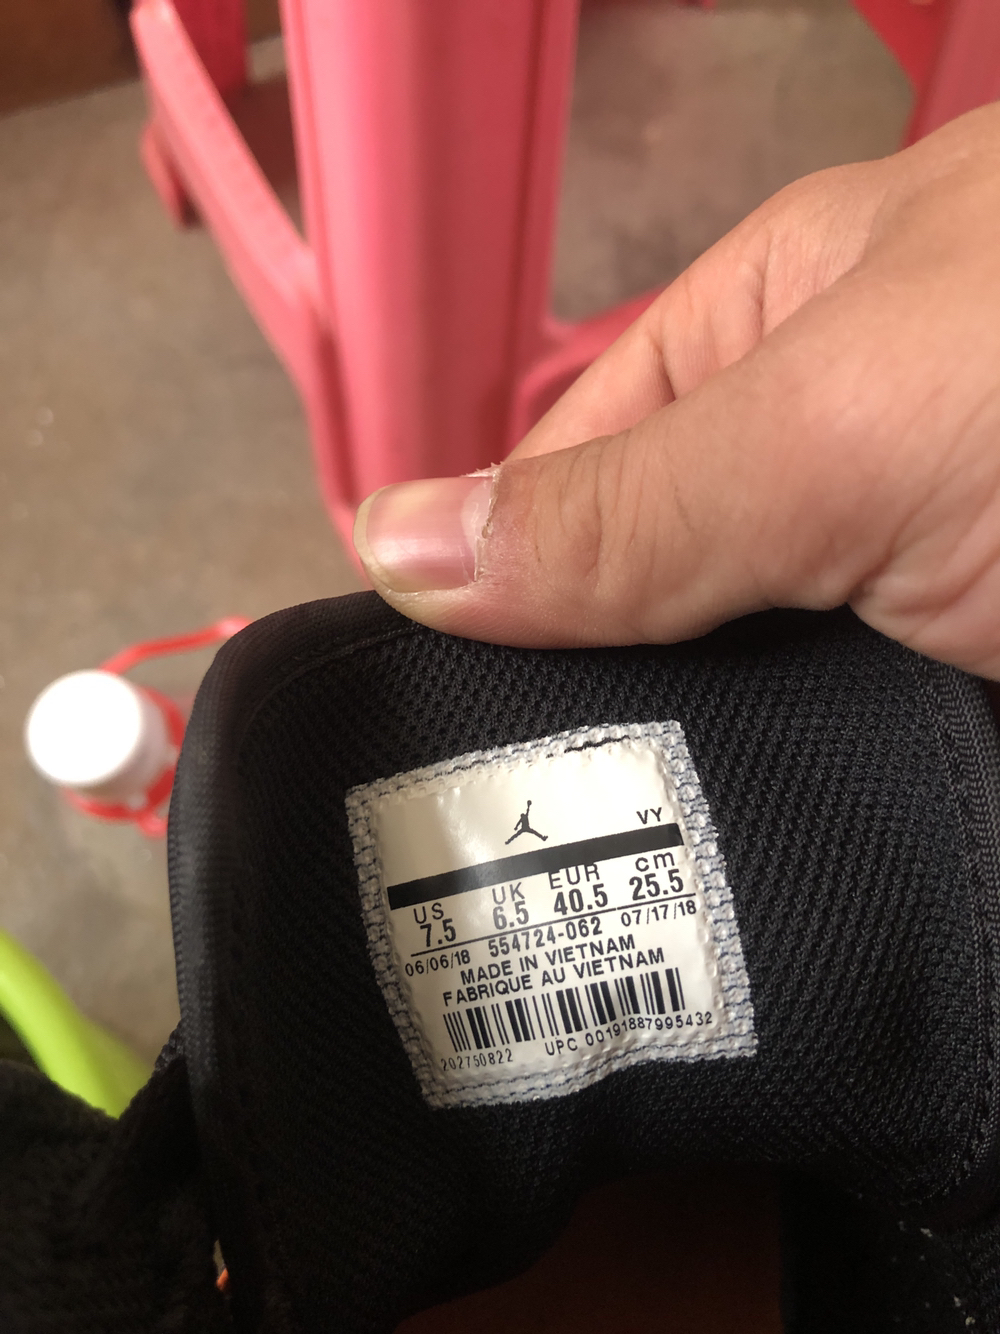 VY
US UK EUR cm
7.5 6.5 40.5 25.5
06/06/18 554724-062 07/17/18
MADE IN VIETNAM
FABRIQUE AU VIETNAM
202750822 UPC 00191887995432